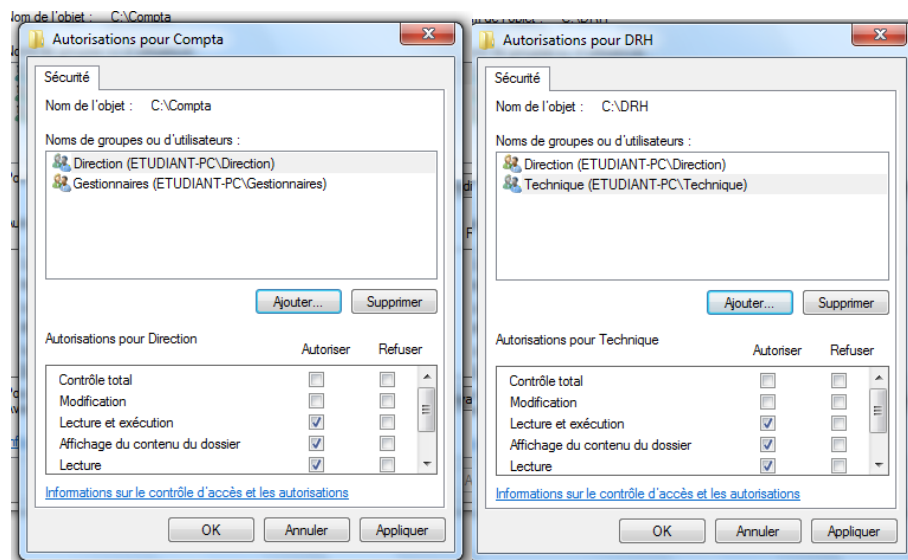 Nom de l'objet : C:\Compta
Autorisations pour Compta
Sécurité
Nom de l'objet : C:\Compta
Noms de groupes ou d'utilisateurs :
Direction (ETUDIANT-PC\Direction)
Gestionnaires (ETUDIANT-PC\Gestionnaires)
Ajouter... Supprimer
Autorisations pour Direction
Autoriser Refuser
Contrôle total
Modification
Lecture et exécution
Affichage du contenu du dossier
Lecture
Informations sur le contrôle d'accès et les autorisations
OK Annuler Appliquer
Autorisations pour DRH
Sécurité
Nom de l'objet : C:\DRH
Noms de groupes ou d'utilisateurs :
Direction (ETUDIANT-PC\Direction)
Technique (ETUDIANT-PC\Technique)
Ajouter... Supprimer
Autorisations pour Technique
Autoriser Refuser
Contrôle total
Modification
Lecture et exécution
Affichage du contenu du dossier
Lecture
Informations sur le contrôle d'accès et les autorisations
OK Annuler Appliquer